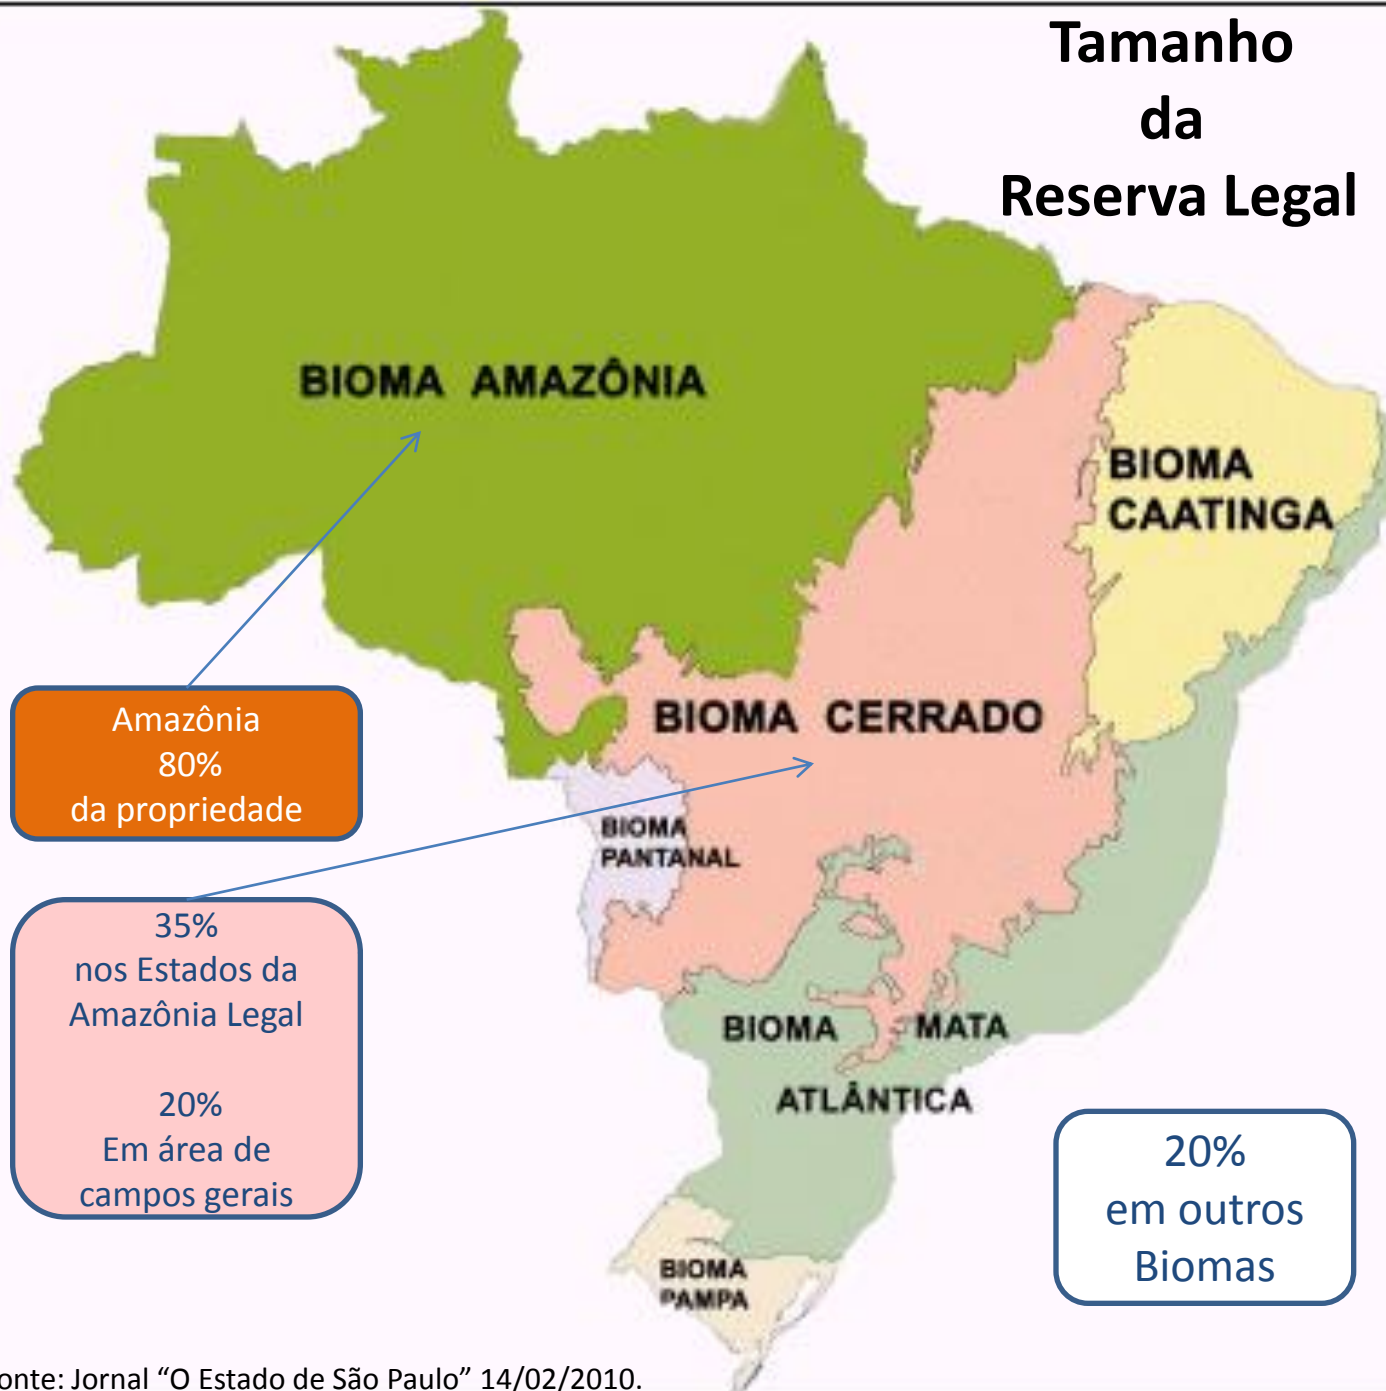 Tamanho
da
Reserva Legal
BIOMA AMAZÔNIA
BIOMA
CAATINGA
BIOMA CERRADO
Amazônia
80%
da propriedade
BIOMA
PANTANAL
35%
nos Estados da
Amazônia Legal
20%
Em área de
campos gerais
BIOMA MATA
ATLÂNTICA
20%
em outros
Biomas
BIOMA
PAMPA
onte: Jornal “O Estado de São Paulo” 14/02/2010.